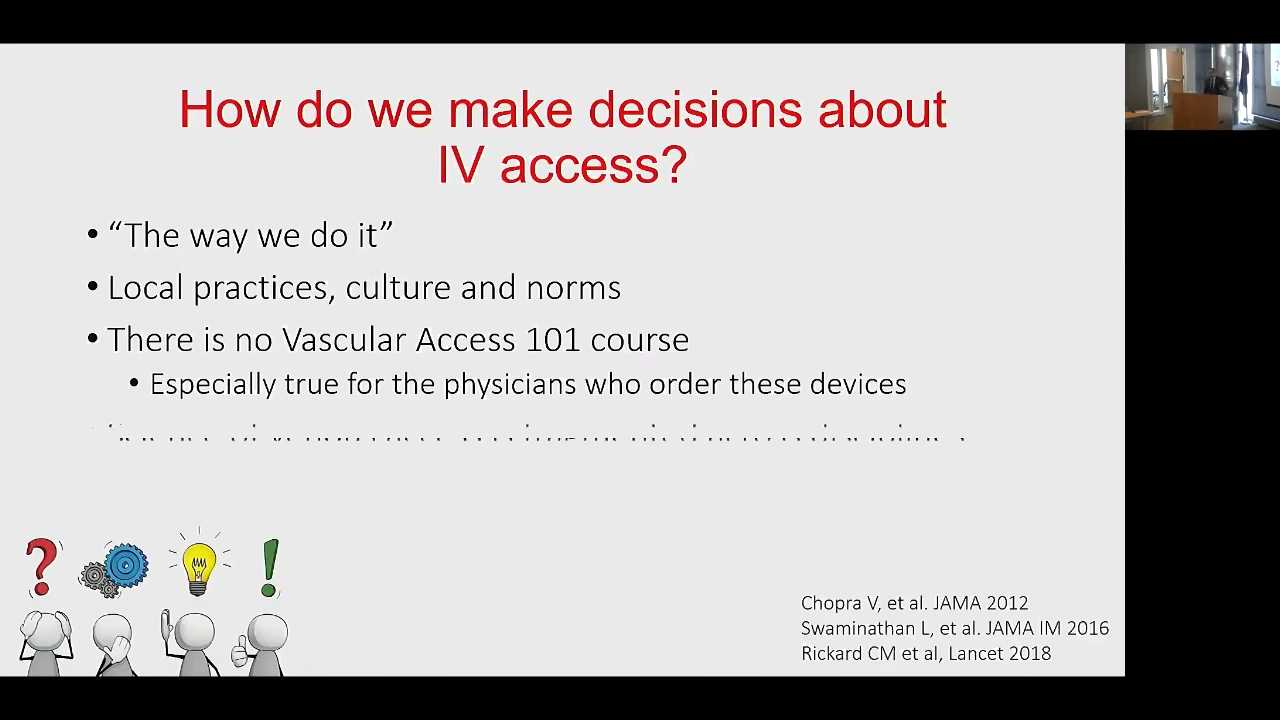 How do we make decisions about
IV access?
• “The way we do it”
• Local practices, culture and norms
• There is no Vascular Access 101 course
• Especially true for the physicians who order these devices
Chopra V, et al. JAMA 2012
Swaminathan L, et al. JAMA IM 2016
Rickard CM et al, Lancet 2018